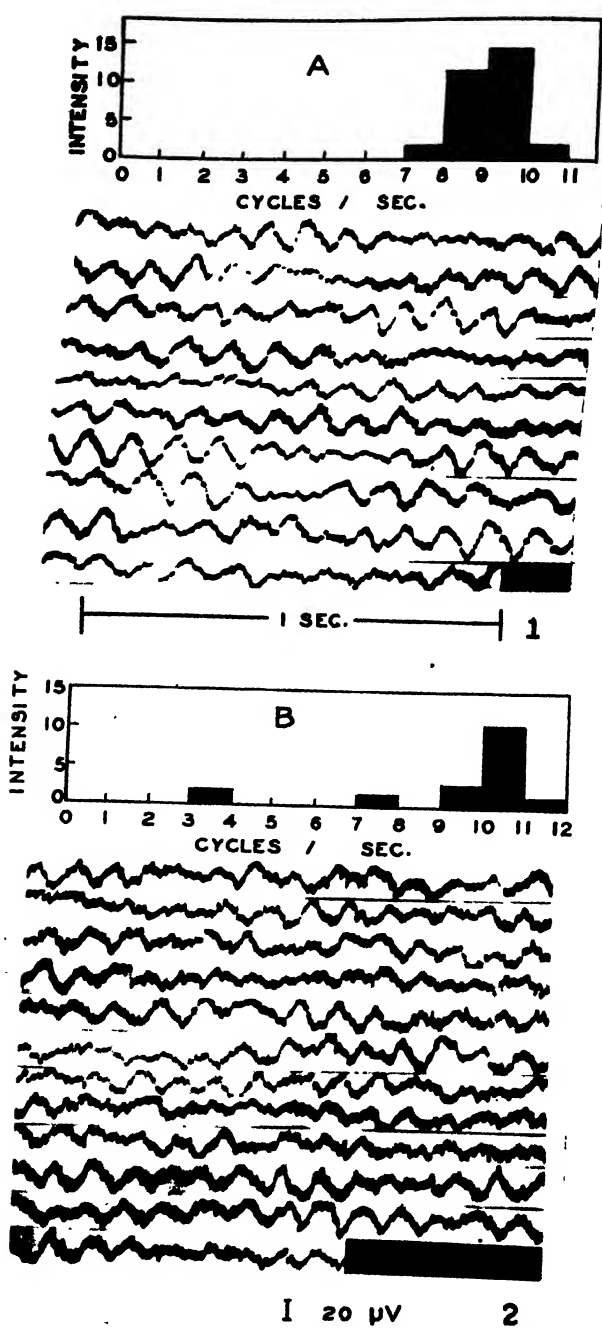 15
10
5
0
INTENSITY
A
0 1 2 3 4 5 6 7 8 9 10 11
CYCLES / SEC.
1 SEC.
1
15
10
5
0
INTENSITY
B
0 1 2 3 4 5 6 7 8 9 10 11 12
CYCLES / SEC.
I 20 μV
2